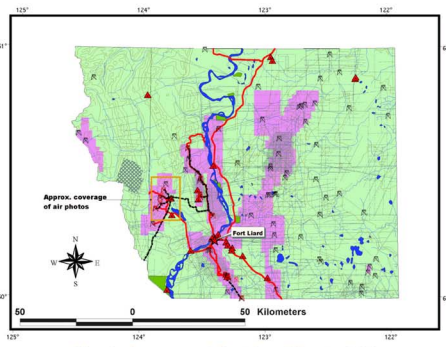 125° 124° 123° 122°
Approx. coverage
of air photos
Fort Liard
N
W E
S
50 0 50 Kilometers
125° 124° 123° 122°